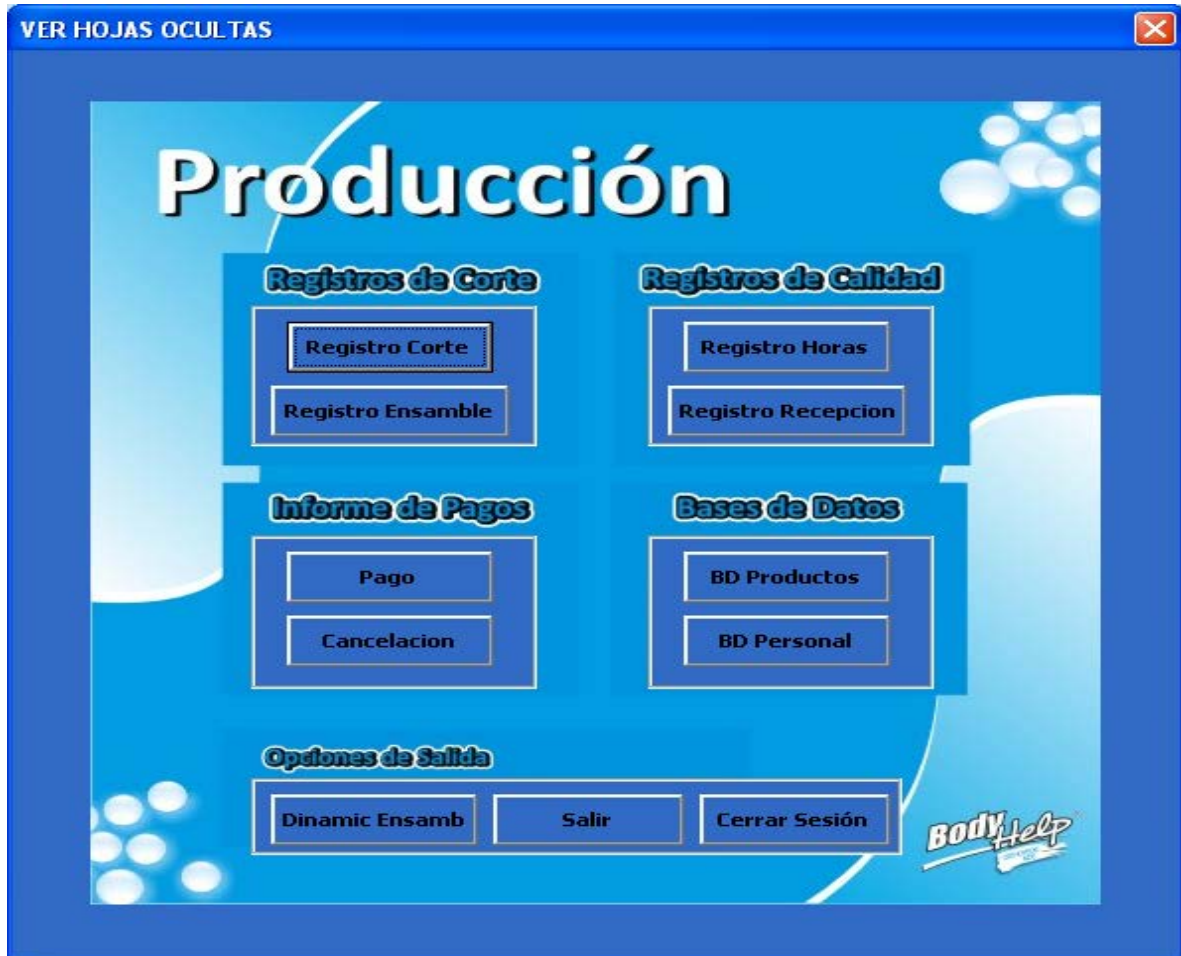 VER HOJAS OCULTAS
Producción
Registros de Corte
Registro Corte
Registro Ensamble
Registros de Calidad
Registro Horas
Registro Recepcion
Informe de Pagos
Pago
Cancelacion
Bases de Datos
BD Productos
BD Personal
Opciones de Salida
Dinamic Ensamb
Salir
Cerrar Sesión
Body Help